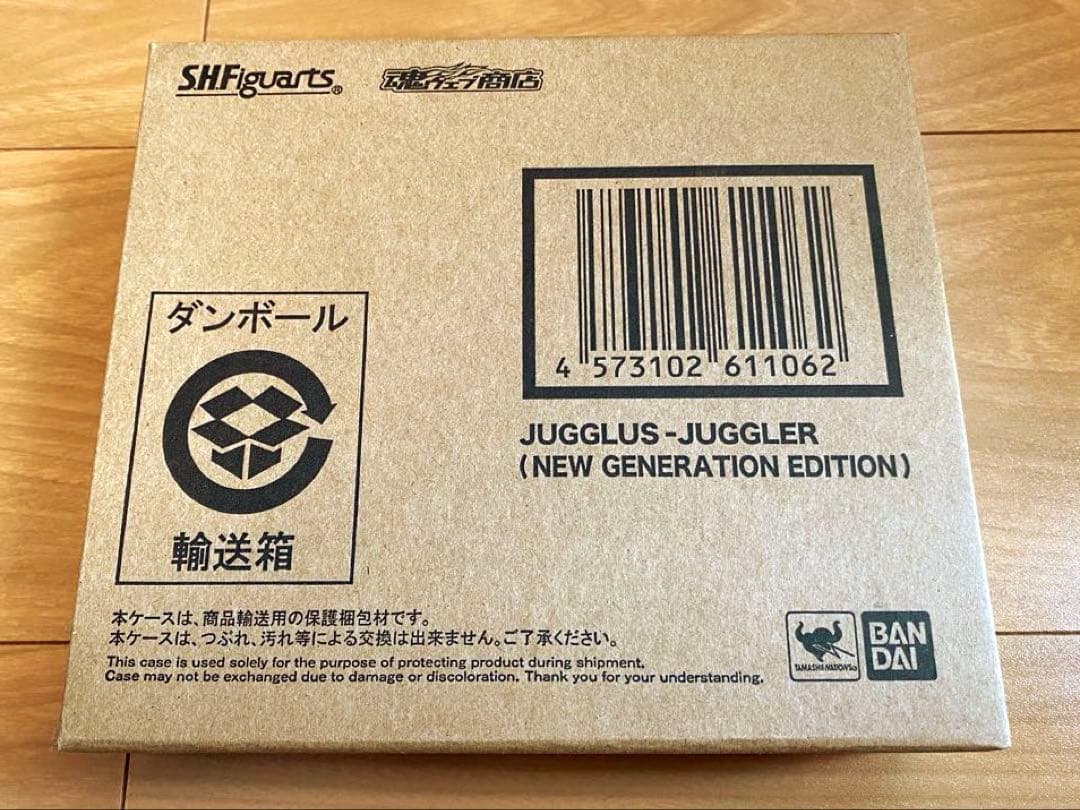 S.H.Figuarts®
魂ウェブ商店
4 573102 611062
JUGGLUS-JUGGLER
(NEW GENERATION EDITION)
ダンボール
輸送箱
本ケースは、商品輸送用の保護梱包材です。
本ケースは、つぶれ、汚れ等による交換は出来ません。ご了承ください。
This case is used solely for the purpose of protecting product during shipment.
Case may not be exchanged due to damage or discoloration. Thank you for your understanding.
TAMASHII NATIONS
BAN
DAI